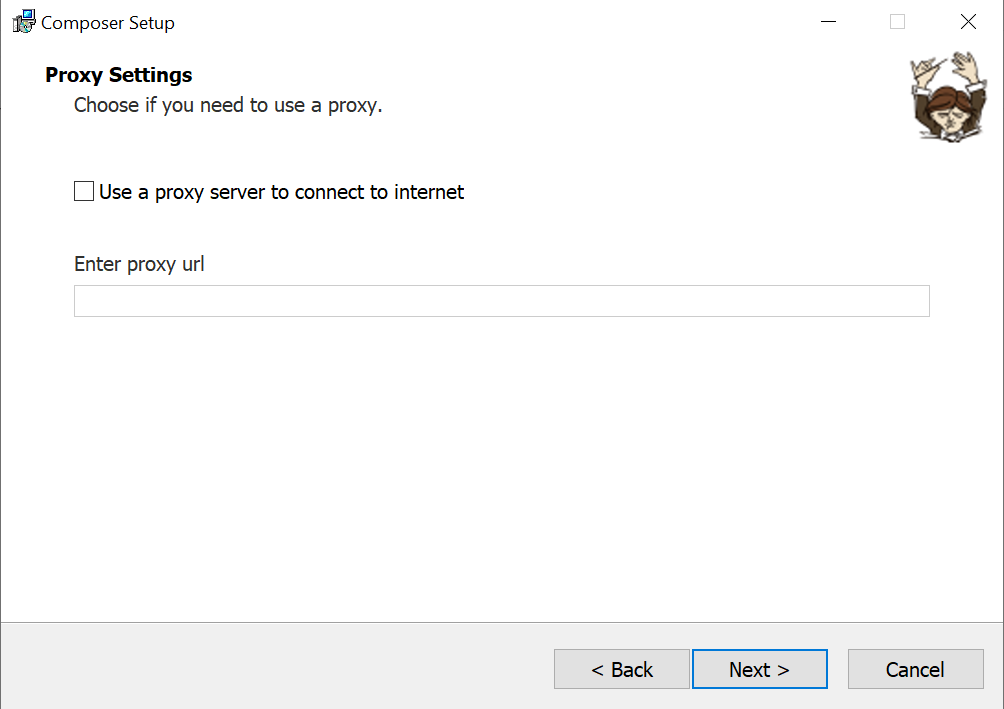 Composer Setup
Proxy Settings
Choose if you need to use a proxy.
Use a proxy server to connect to internet
Enter proxy url
< Back Next > Cancel